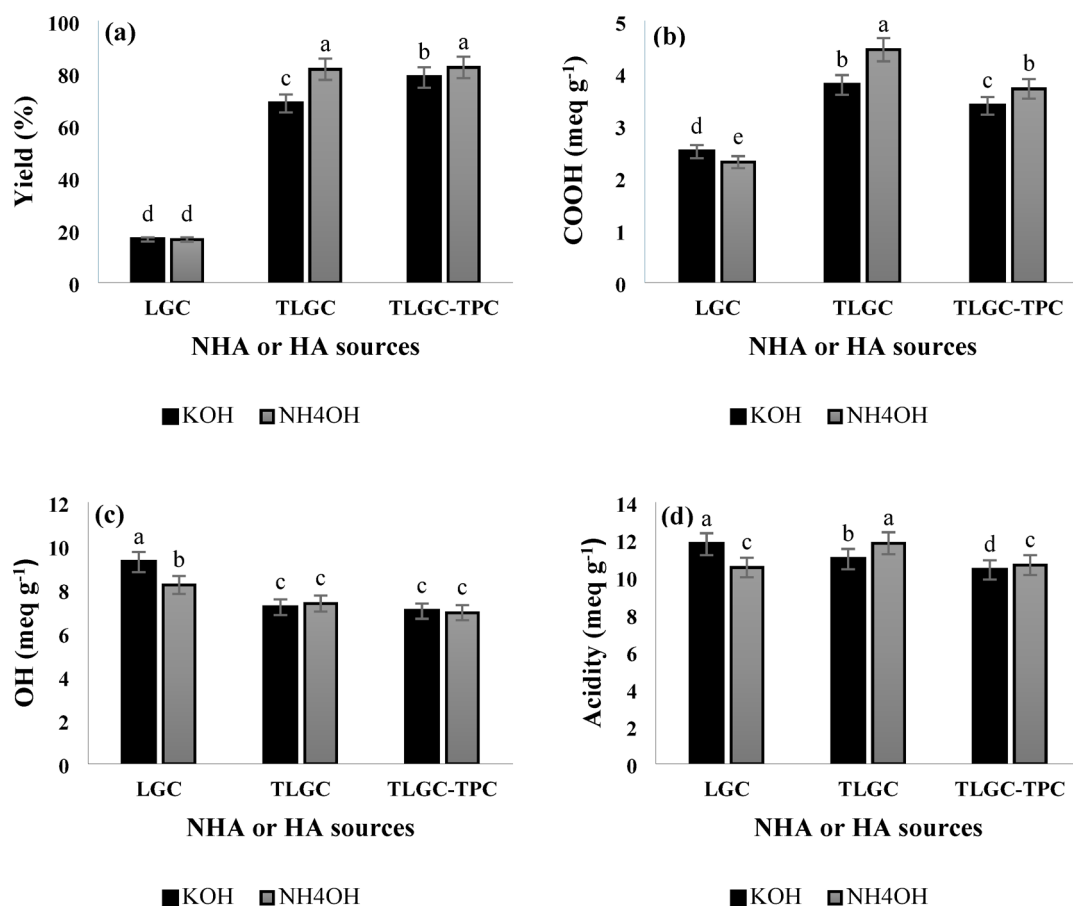 (a)
Yield (%)
100
80
60
40
20
0
d d c a b a
LGC TLGC TLGC-TPC
NHA or HA sources
KOH NH4OH
(b)
COOH (meq g⁻¹)
5
4
3
2
1
0
d e b a c b
LGC TLGC TLGC-TPC
NHA or HA sources
KOH NH4OH
(c)
OH (meq g⁻¹)
12
10
8
6
4
2
0
a b c c c c
LGC TLGC TLGC-TPC
NHA or HA sources
KOH NH4OH
(d)
Acidity (meq g⁻¹)
14
12
10
8
6
4
2
0
a c b a d c
LGC TLGC TLGC-TPC
NHA or HA sources
KOH NH4OH